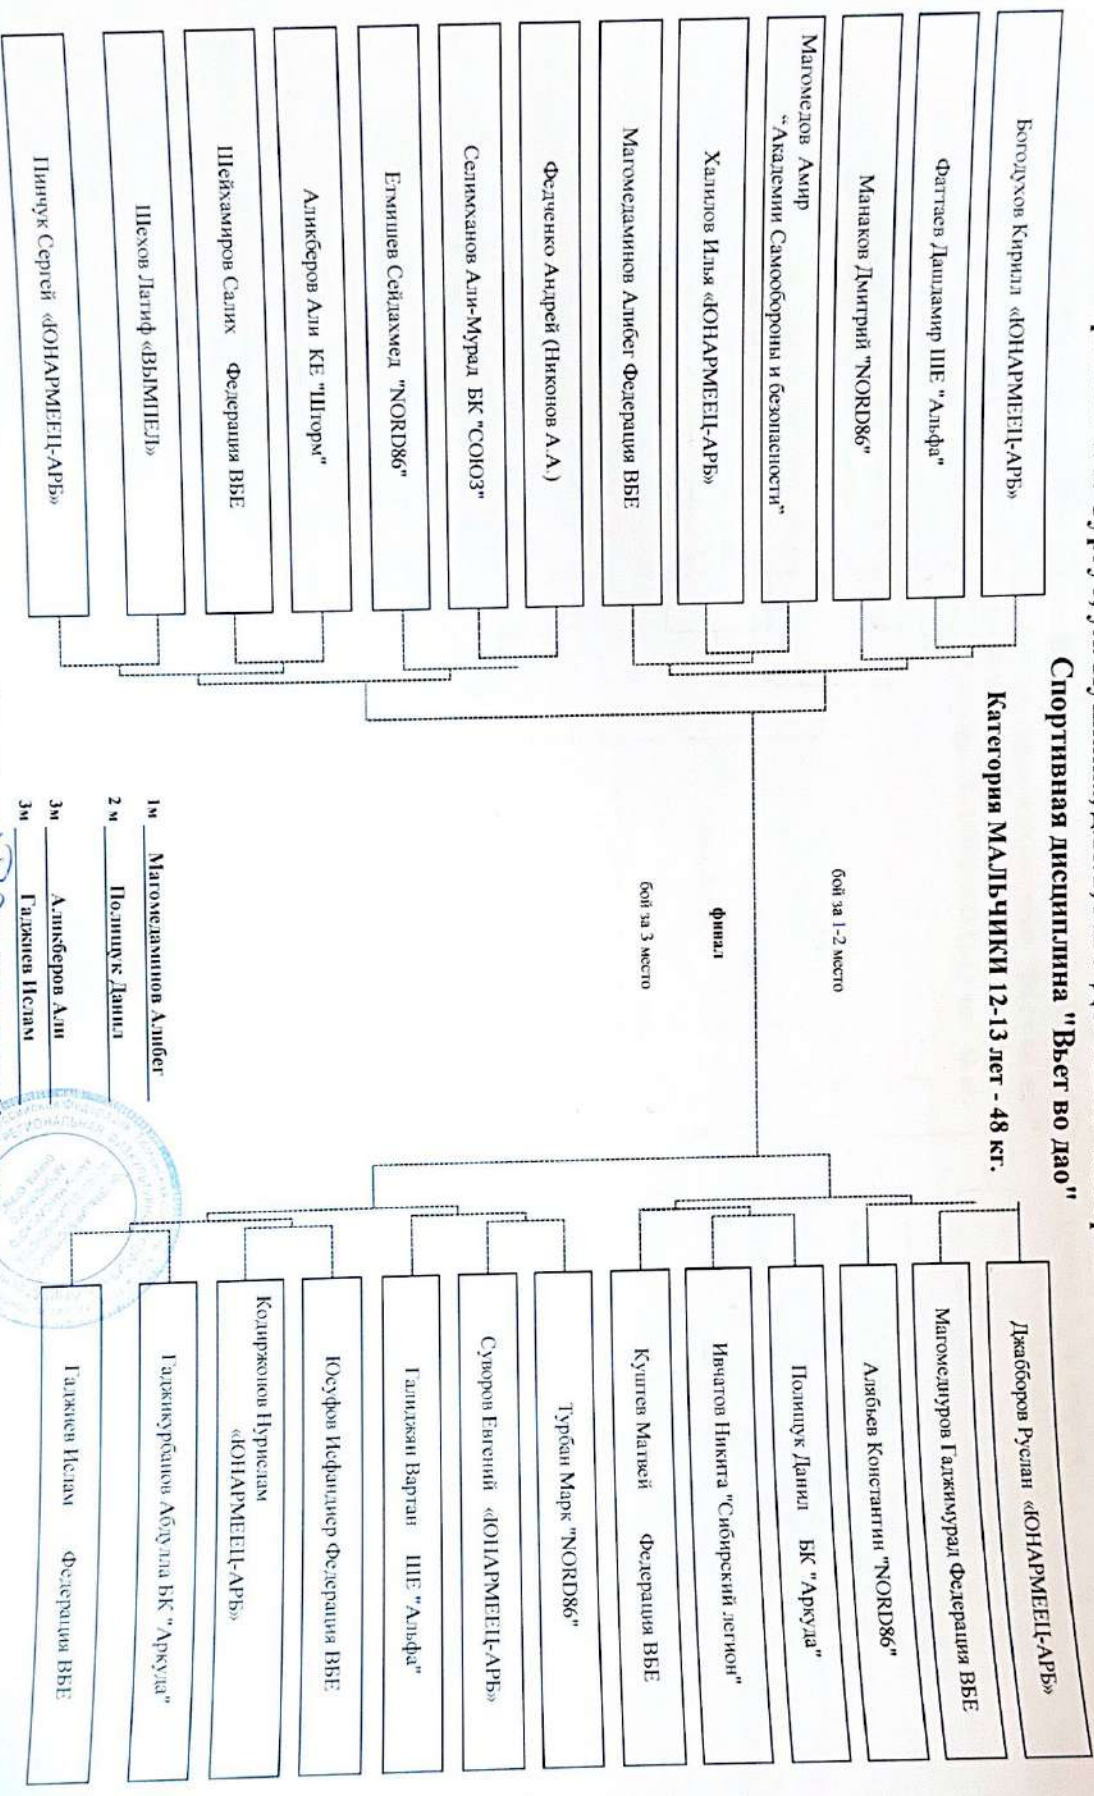 Спортивная дисциплина "Вьет во дао"
Категория МАЛЬЧИКИ 12-13 лет - 48 кг.
Богодухов Кирилл «ЮНАРМЕЕЦ-АРБ»
Фаттаев Дашдамир ШЕ "Альфа"
Манаков Дмитрий "NORD86"
Магомедов Амир
“Академии Самообороны и безопасности”
Халилов Илья «ЮНАРМЕЕЦ-АРБ»
Магомедаминов Алибег Федерация ВБЕ
Федченко Андрей (Никонов А.А.)
Селимханов Али-Мурад БК "СОЮЗ"
Етмишев Сейдахмед "NORD86"
Аликберов Али КЕ "Шторм"
Шейхамиров Салих Федерация ВБЕ
Шехов Латиф «ВЫМПЕЛ»
Пинчук Сергей «ЮНАРМЕЕЦ-АРБ»
бой за 1-2 место
финал
бой за 3 место
1м Магомедаминов Алибег
2 м Полищук Данил
3м Аликберов Али
3м Гаджиев Ислам
Джабборов Руслан «ЮНАРМЕЕЦ-АРБ»
Магомеднуров Гаджимурад Федерация ВБЕ
Алябьев Константин "NORD86"
Полищук Данил БК "Аркуда"
Ивчатов Никита "Сибирский легион"
Куштев Матвей Федерация ВБЕ
Турбан Марк "NORD86"
Суворов Евгений «ЮНАРМЕЕЦ-АРБ»
Галиджян Вартан ШЕ "Альфа"
Юсуфов Исфандиер Федерация ВБЕ
Кодиржонов Нурислам
«ЮНАРМЕЕЦ-АРБ»
Гаджикурбанов Абдулла БК "Аркуда"
Гаджиев Ислам Федерация ВБЕ